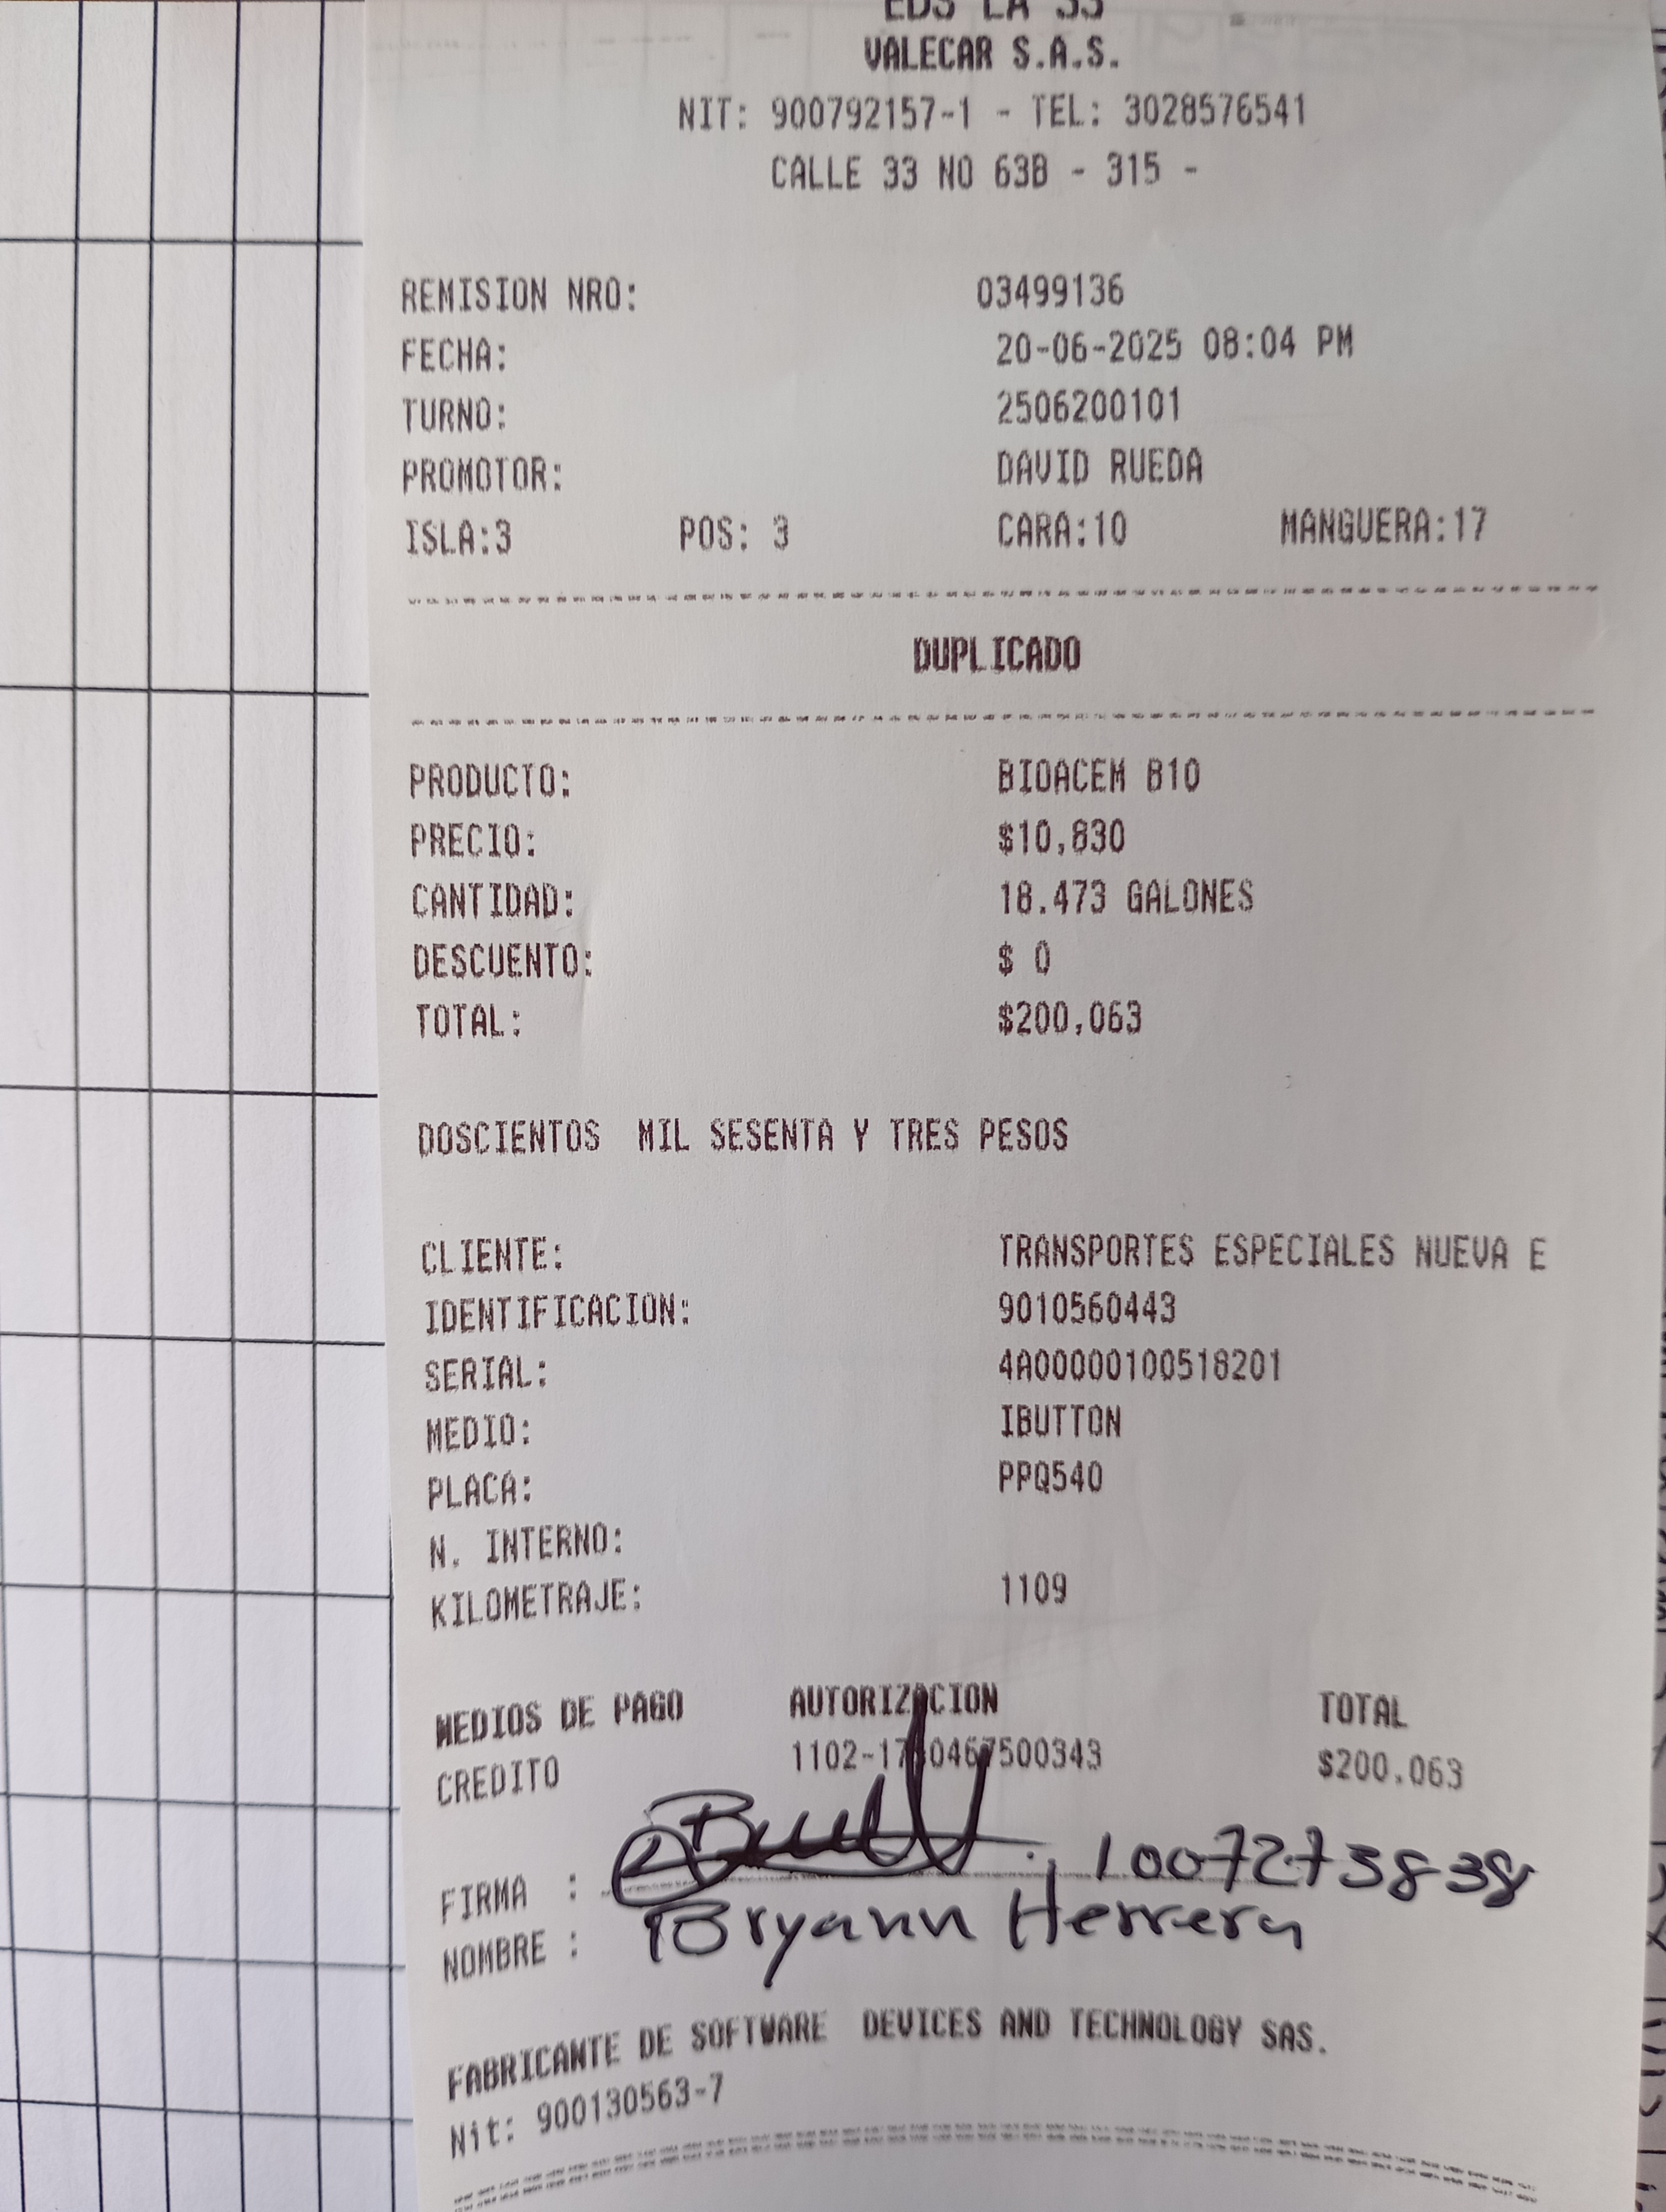 EDS LA 33
VALECAR S.A.S.
NIT: 900792157-1 - TEL: 3028576541
CALLE 33 NO 63B - 315 -
REMISION NRO: 03499136
FECHA: 20-06-2025 08:04 PM
TURNO: 2506200101
PROMOTOR: DAVID RUEDA
ISLA:3 POS: 3 CARA:10 MANGUERA:17
DUPLICADO
PRODUCTO: BIOACEM B10
PRECIO: $10,830
CANTIDAD: 18.473 GALONES
DESCUENTO: $ 0
TOTAL: $200,063
DOSCIENTOS MIL SESENTA Y TRES PESOS
CLIENTE: TRANSPORTES ESPECIALES NUEVA E
IDENTIFICACION: 9010560443
SERIAL: 4A00000100518201
MEDIO: IBUTTON
PLACA: PPQ540
N. INTERNO:
KILOMETRAJE: 1109
MEDIOS DE PAGO AUTORIZACION TOTAL
CREDITO $200,063
FIRMA : 1007273838
NOMBRE : Bryann Herrera
FABRICANTE DE SOFTWARE DEVICES AND TECHNOLOGY SAS.
Nit: 900130563-7